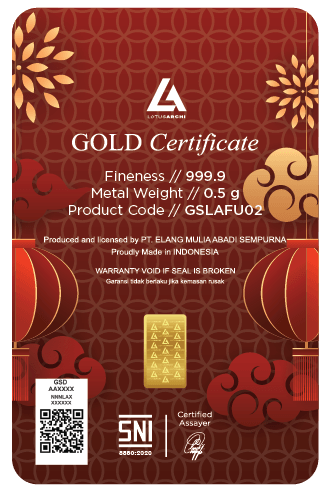 LOTUSARCHI
GOLD Certificate
Fineness // 999.9
Metal Weight // 0.5 g
Product Code // GSLAFU02
Produced and licensed by PT. ELANG MULIA ABADI SEMPURNA
Proudly Made in INDONESIA
WARRANTY VOID IF SEAL IS BROKEN
Garansi tidak berlaku jika kemasan rusak
GSD
AAXXXX
NNNLAX
XXXXXX
SNI
8880:2020
Certified
Assayer